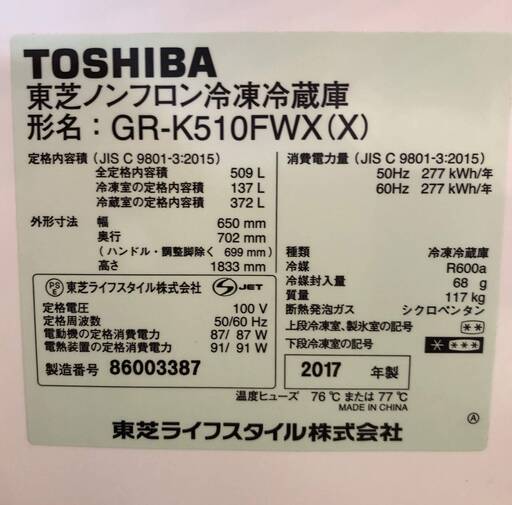 TOSHIBA
東芝ノンフロン冷凍冷蔵庫
形名：GR-K510FWX(X)
定格内容積（JIS C 9801-3:2015）
全定格内容積 509 L
冷凍室の定格内容積 137 L
冷蔵室の定格内容積 372 L
外形寸法 幅 650 mm
奥行 702 mm
（ハンドル・調整脚除く 699 mm）
高さ 1833 mm
消費電力量（JIS C 9801-3:2015）
50Hz 277 kWh/年
60Hz 277 kWh/年
種類 冷凍冷蔵庫
冷媒 R600a
冷媒封入量 68 g
質量 117 kg
断熱発泡ガス シクロペンタン
上段冷凍室、製氷室の記号 **
下段冷凍室の記号 * ***
PS E 東芝ライフスタイル株式会社 S JET
定格電圧 100 V
定格周波数 50/60 Hz
電動機の定格消費電力 87/ 87 W
電熱装置の定格消費電力 91/ 91 W
製造番号 86003387
2017 年製
温度ヒューズ 76℃または77℃
MADE IN CHINA
東芝ライフスタイル株式会社
Ⓐ